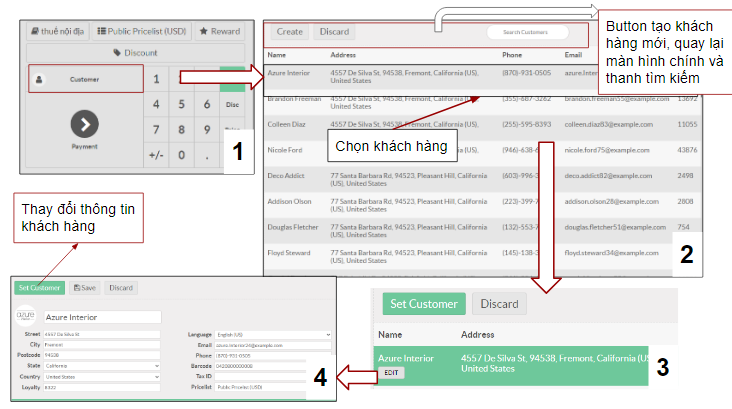 thuế nội địa
Public Pricelist (USD)
Reward
Discount
Customer
1
4
5
6
Disc
7
8
9
Payment
+/-
0
.
1
Create
Discard
Search Customers
Name
Address
Phone
Email
Azure Interior
4557 De Silva St, 94538, Fremont, California (US),
United States
(870)-931-0505
azure.Inter
Brandon Freeman
4557 De Silva St, 94538, Fremont, California (US),
(355)-687-3262
brandon.freeman55@example.com
13692
Colleen Diaz
4557 De Silva St, 94538, Fremont, California (US),
(255)-595-8393
colleen.diaz83@example.com
11055
Nicole Ford
(946)-638-6
nicole.ford75@example.com
43876
Deco Addict
77 Santa Barbara Rd, 94523, Pleasant Hill, California
(US), United States
(603)-996-3
deco.addict82@example.com
2498
Addison Olson
77 Santa Barbara Rd, 94523, Pleasant Hill, California
(US), United States
(223)-399-7
addison.olson28@example.com
2808
Douglas Fletcher
77 Santa Barbara Rd, 94523, Pleasant Hill, California
(US), United States
(132)-553-7
douglas.fletcher51@example.com
754
Floyd Steward
77 Santa Barbara Rd, 94523, Pleasant Hill, California
(US), United States
(145)-138-3
floyd.steward34@example.com
2
Button tạo khách
hàng mới, quay lại
màn hình chính và
thanh tìm kiếm
Chọn khách hàng
Thay đổi thông tin
khách hàng
Set Customer
Discard
Name
Address
Azure Interior
4557 De Silva St, 94538, Fremont, California (US),
United States
EDIT
3
Set Customer
Save
Discard
azure
Azure Interior
Street
4557 De Silva St
City
Fremont
Postcode
94538
State
California
Country
United States
Loyalty
Language
English (US)
Email
azure.Interior24@example.com
Phone
(870)-931-0505
Barcode
Tax ID
Pricelist
Public Pricelist (USD)
4